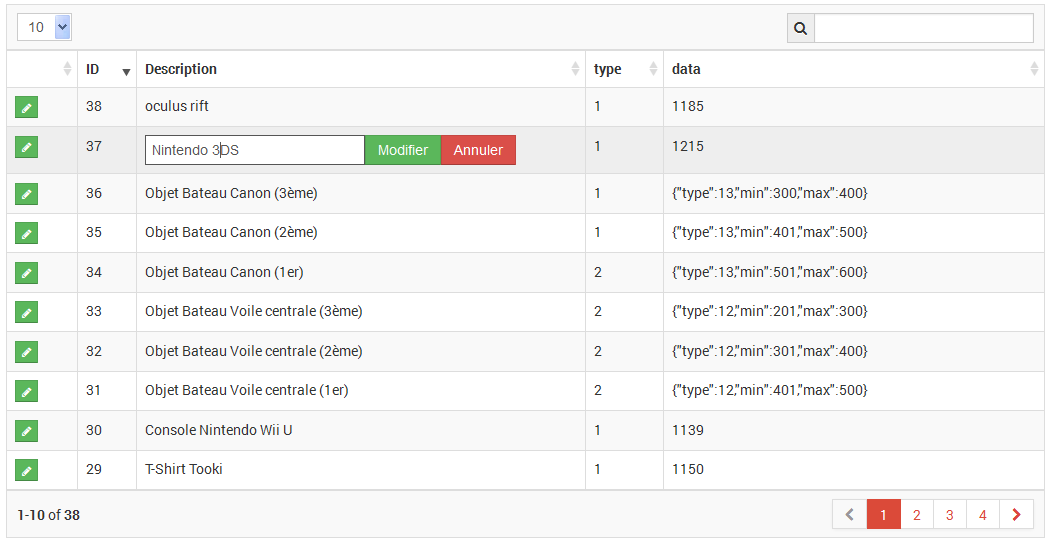 10
ID Description type data
38 oculus rift 1 1185
37 Nintendo 3DS Modifier Annuler 1 1215
36 Objet Bateau Canon (3ème) 1 {"type":13,"min":300,"max":400}
35 Objet Bateau Canon (2ème) 1 {"type":13,"min":401,"max":500}
34 Objet Bateau Canon (1er) 2 {"type":13,"min":501,"max":600}
33 Objet Bateau Voile centrale (3ème) 2 {"type":12,"min":201,"max":300}
32 Objet Bateau Voile centrale (2ème) 2 {"type":12,"min":301,"max":400}
31 Objet Bateau Voile centrale (1er) 2 {"type":12,"min":401,"max":500}
30 Console Nintendo Wii U 1 1139
29 T-Shirt Tooki 1 1150
1-10 of 38 1 2 3 4